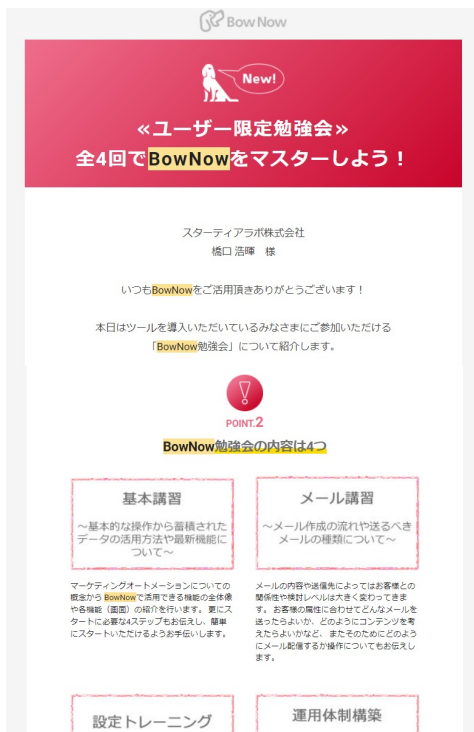 BowNow
New!
≪ユーザー限定勉強会≫
全4回でBowNowをマスターしよう！
スターティアラボ株式会社
橋口 浩暉 様
いつもBowNowをご活用頂きありがとうございます！
本日はツールを導入いただいているみなさまにご参加いただける
「BowNow勉強会」について紹介します。
POINT.2
BowNow勉強会の内容は4つ
基本講習
～基本的な操作から蓄積された
データの活用方法や最新機能に
ついて～
マーケティングオートメーションについての
概念から BowNowで活用できる機能の全体像
や各機能（画面）の紹介を行います。 更にス
タートに必要な4ステップもお伝えし、簡単
にスタートいただけるようお手伝いします。
メール講習
～メール作成の流れや送るべき
メールの種類について～
メールの内容や送信先によってはお客様との
関係性や検討レベルは大きく変わってきま
す。 お客様の属性に合わせてどんなメールを
送ったらよいか、どのようにコンテンツを考
えたらよいかなど、 またそのためにどのよう
にメール配信するか操作についてもお伝えし
ます。
設定トレーニング
運用体制構築